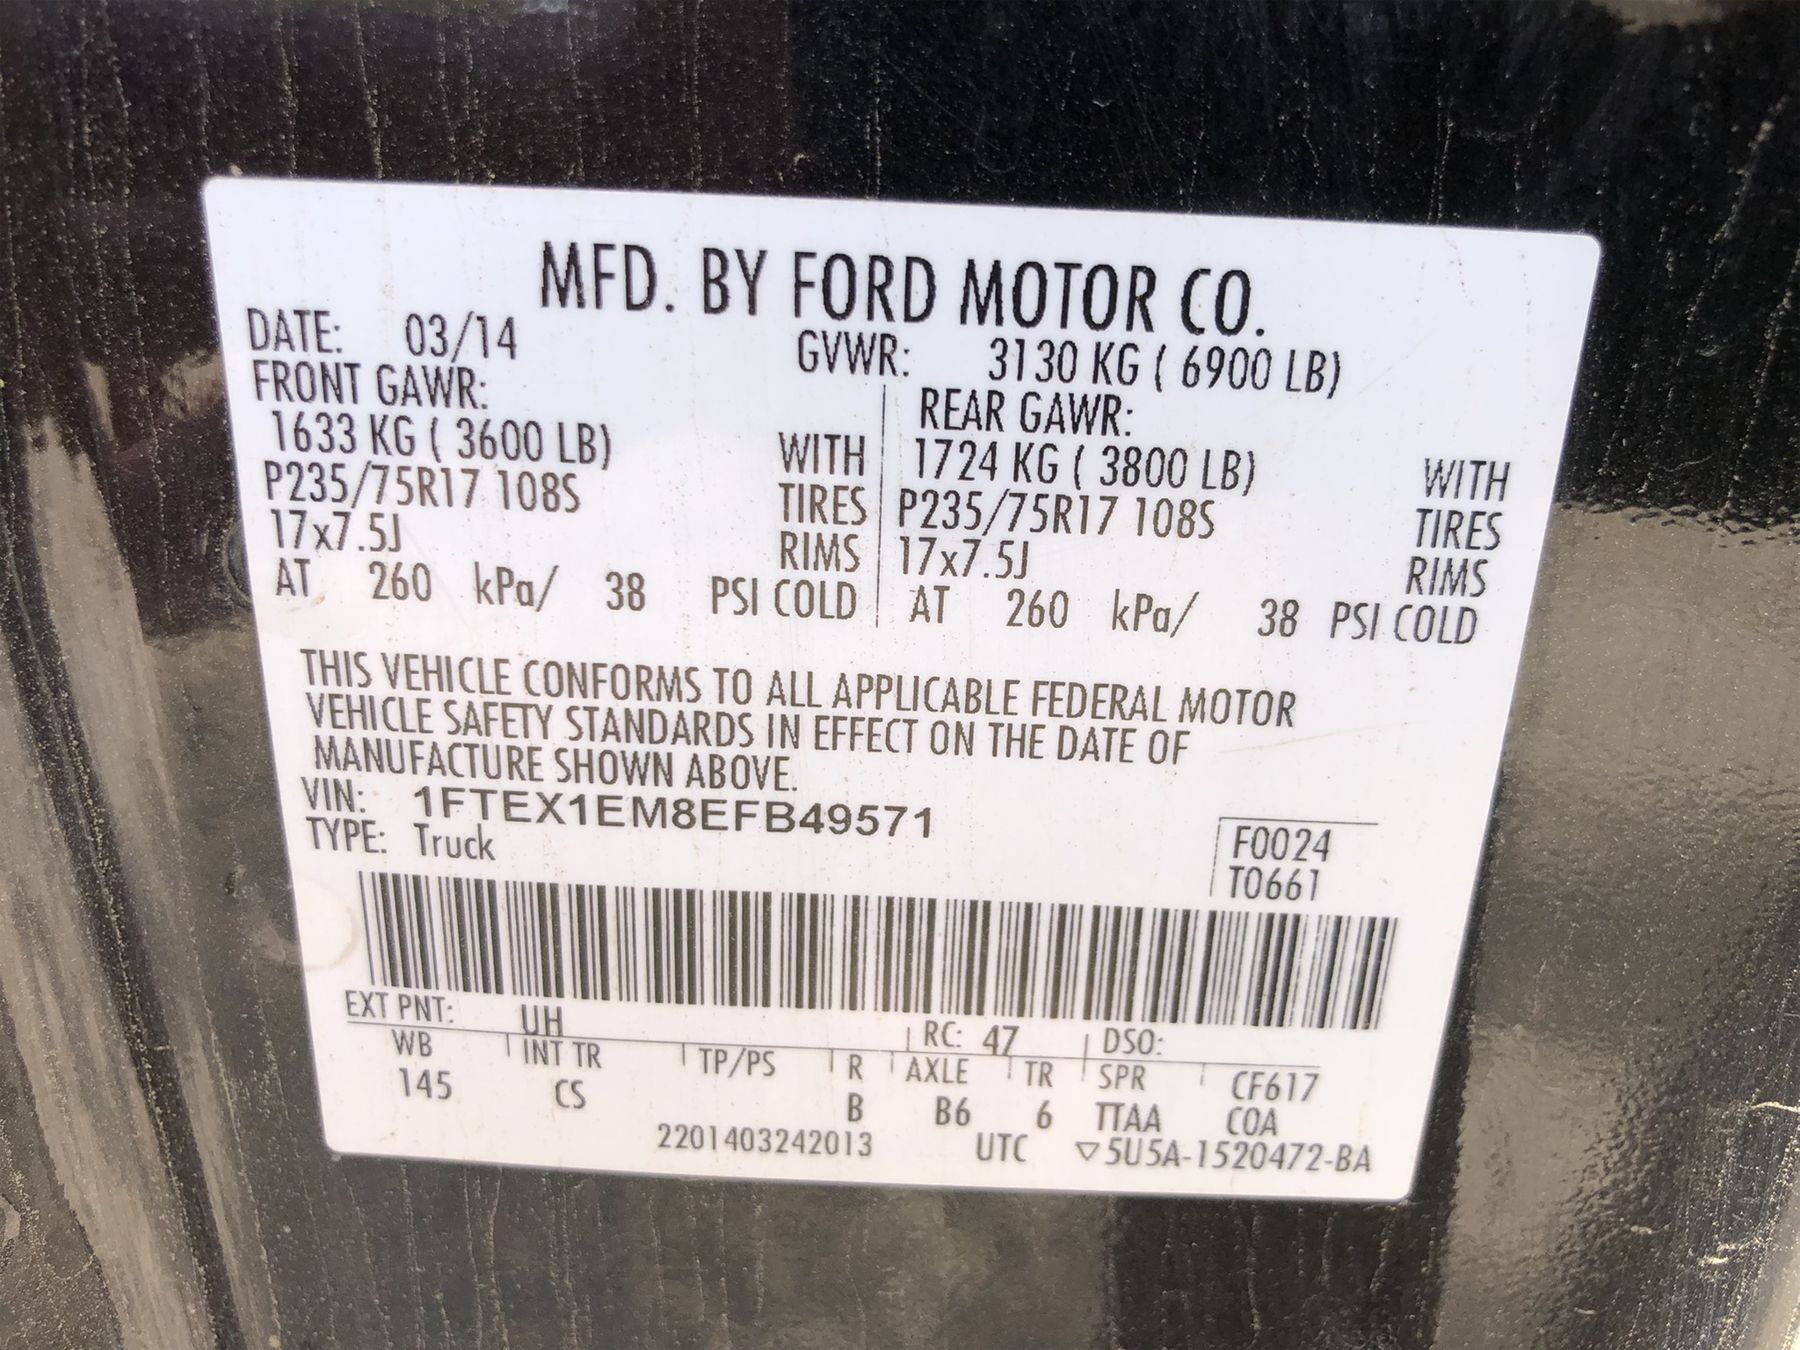 MFD. BY FORD MOTOR CO.
DATE: 03/14 GVWR: 3130 KG ( 6900 LB)
FRONT GAWR: REAR GAWR:
1633 KG ( 3600 LB) WITH 1724 KG ( 3800 LB) WITH
P235/75R17 108S TIRES P235/75R17 108S TIRES
17x7.5J RIMS 17x7.5J RIMS
AT 260 kPa/ 38 PSI COLD AT 260 kPa/ 38 PSI COLD
THIS VEHICLE CONFORMS TO ALL APPLICABLE FEDERAL MOTOR
VEHICLE SAFETY STANDARDS IN EFFECT ON THE DATE OF
MANUFACTURE SHOWN ABOVE.
VIN: 1FTEX1EM8EFB49571
TYPE: Truck F0024
T0661
EXT PNT: UH RC: 47 DSO:
WB INT TR TP/PS R AXLE TR SPR CF617
145 CS B B6 6 TTAA COA
2201403242013 UTC ▽5U5A-1520472-BA